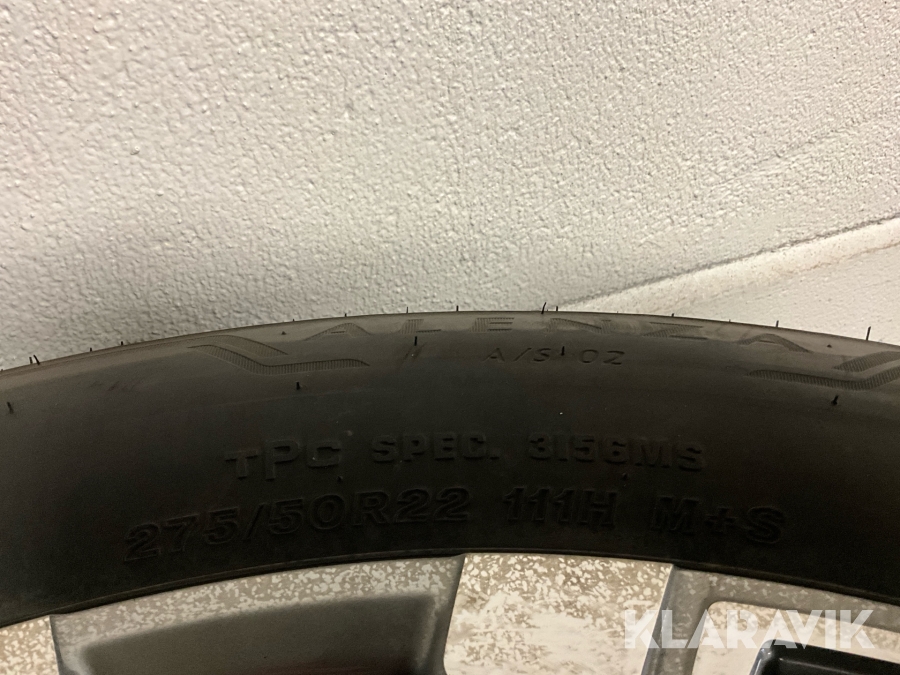 ALENZA
A/S 02
TPC SPEC. 3156MS
275/50R22 111H M+S
KLARAVIK